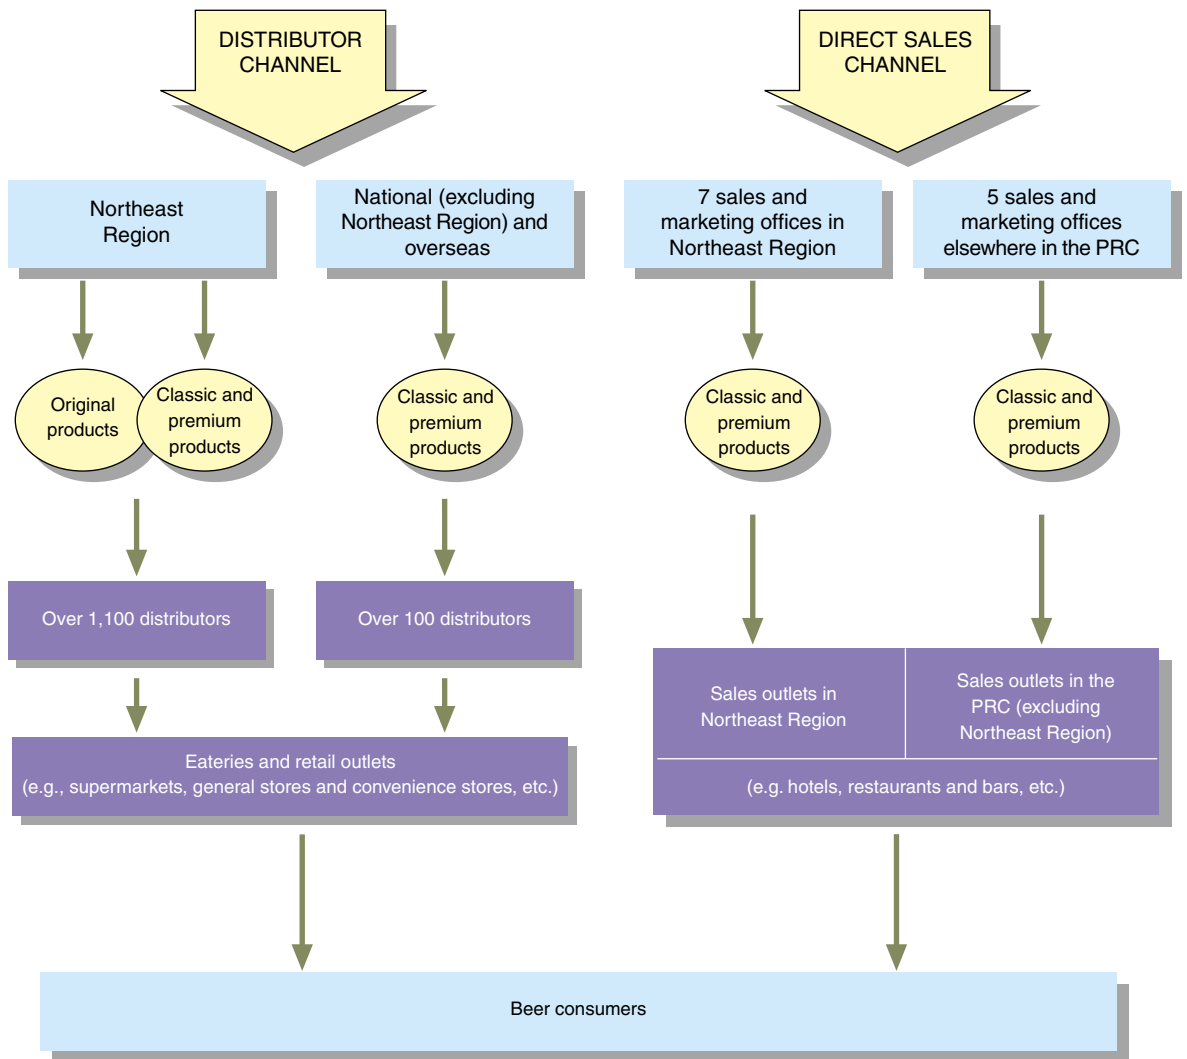 DISTRIBUTOR
CHANNEL
DIRECT SALES
CHANNEL
Northeast
Region
National (excluding
Northeast Region) and
overseas
7 sales and
marketing offices in
Northeast Region
5 sales and
marketing offices
elsewhere in the PRC
Original
products
Classic and
premium
products
Classic and
premium
products
Classic and
premium
products
Classic and
premium
products
Over 1,100 distributors
Over 100 distributors
Sales outlets in
Northeast Region
Sales outlets in the
PRC (excluding
Northeast Region)
Eateries and retail outlets
(e.g., supermarkets, general stores and convenience stores, etc.)
(e.g. hotels, restaurants and bars, etc.)
Beer consumers